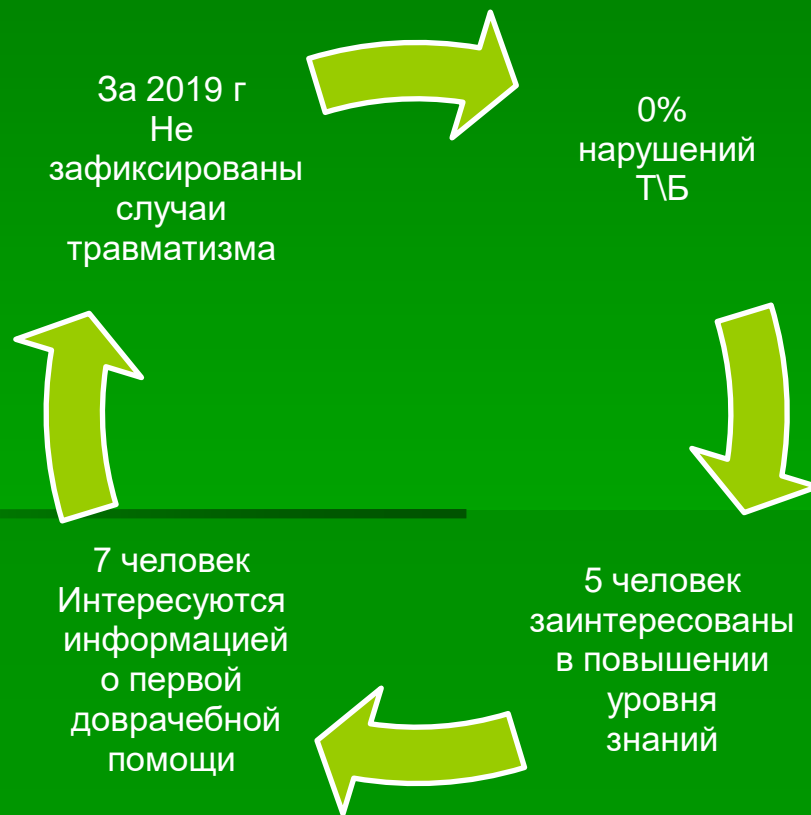 За 2019 г
Не
зафиксированы
случаи
травматизма
0%
нарушений
Т\Б
5 человек
заинтересованы
в повышении
уровня
знаний
7 человек
Интересуются
информацией
о первой
доврачебной
помощи